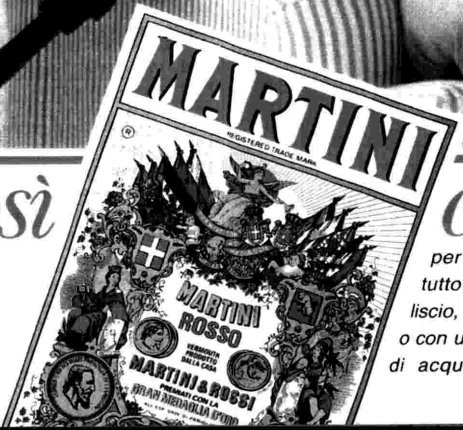 MARTINI
REGISTERED TRADE MARK
®
sì
MARTINI
ROSSO
VERMOUTH
PRODOTTO
DALLA CASA
MARTINI & ROSSI
PREMIATI CON LA
GRAN MEDAGLIA D'ORO
per
tutto
liscio,
o con u
di acqu